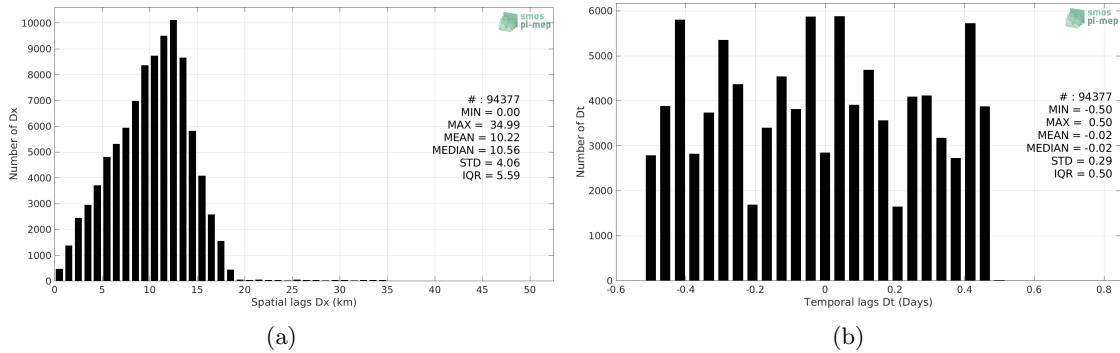 10000
9000
8000
7000
6000
5000
4000
3000
2000
1000
0
Number of Dx
smos
pi-mep
# : 94377
MIN = 0.00
MAX = 34.99
MEAN = 10.22
MEDIAN = 10.56
STD = 4.06
IQR = 5.59
0 5 10 15 20 25 30 35 40 45 50
Spatial lags Dx (km)
(a)
6000
5000
4000
3000
2000
1000
0
Number of Dt
smos
pi-mep
# : 94377
MIN = -0.50
MAX = 0.50
MEAN = -0.02
MEDIAN = -0.02
STD = 0.29
IQR = 0.50
-0.6 -0.4 -0.2 0 0.2 0.4 0.6 0.8
Temporal lags Dt (Days)
(b)